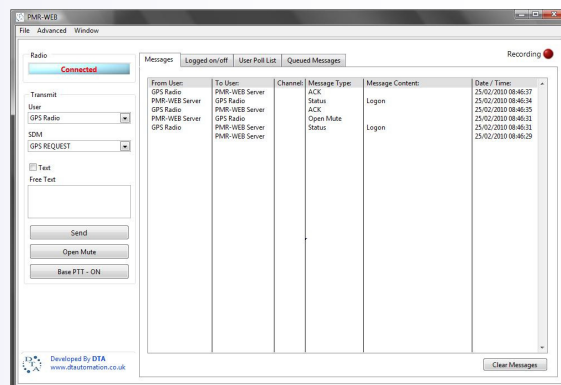 PMR-WEB
File Advanced Window
Radio
Connected
Transmit
User
GPS Radio
SDM
GPS REQUEST
Text
Free Text
Send
Open Mute
Base PTT - ON
DTA
Developed By DTA
www.dtautomation.co.uk
Messages Logged on/off User Poll List Queued Messages
Recording
From User: To User: Channel: Message Type: Message Content: Date / Time:
GPS Radio PMR-WEB Server ACK 25/02/2010 08:46:37
PMR-WEB Server GPS Radio Status Logon 25/02/2010 08:46:34
GPS Radio PMR-WEB Server ACK 25/02/2010 08:46:35
PMR-WEB Server GPS Radio Open Mute 25/02/2010 08:46:31
GPS Radio PMR-WEB Server Status Logon 25/02/2010 08:46:31
PMR-WEB Server 25/02/2010 08:46:29
Clear Messages